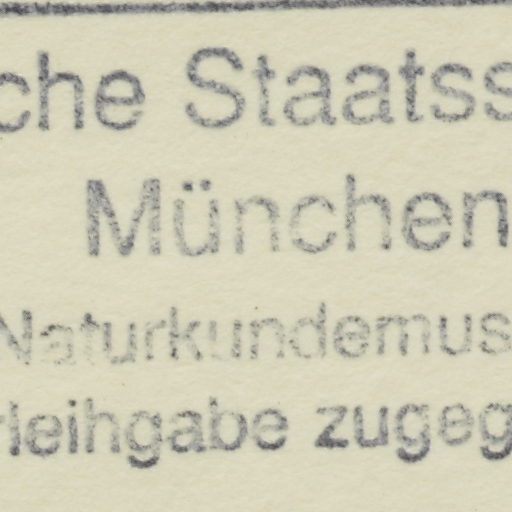 che Staatss
München
Naturkundemus
rleihgabe zugeg